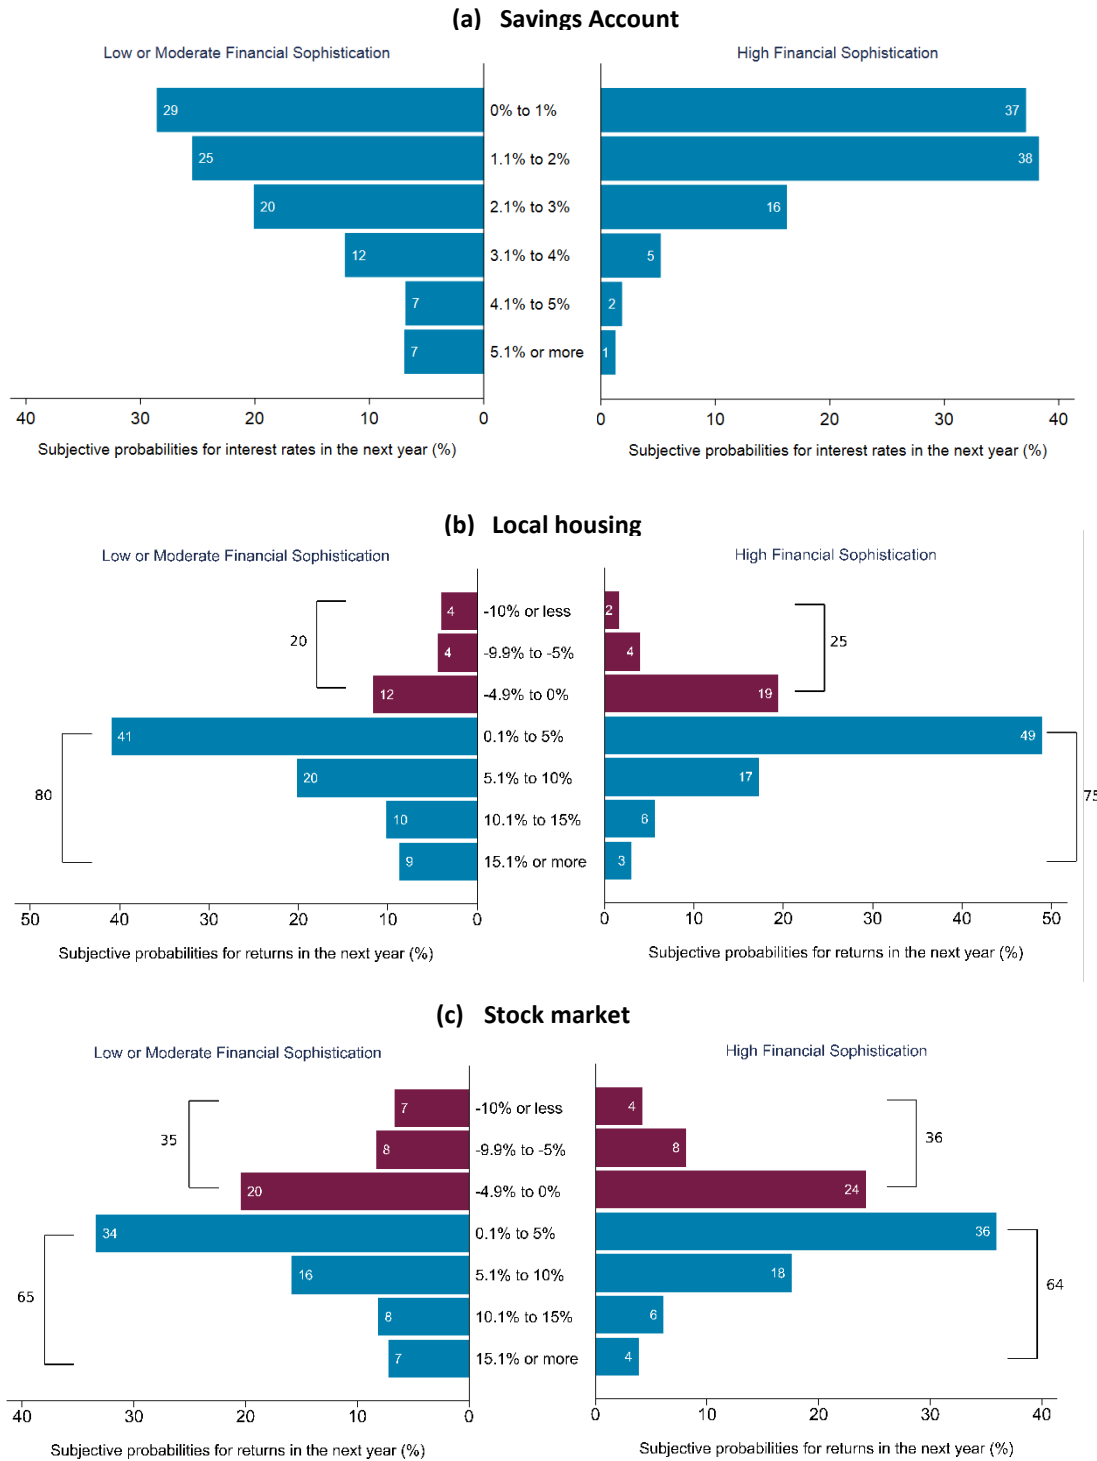 (a) Savings Account
Low or Moderate Financial Sophistication High Financial Sophistication
29 0% to 1% 37
25 1.1% to 2% 38
20 2.1% to 3% 16
12 3.1% to 4% 5
7 4.1% to 5% 2
7 5.1% or more 1
40 30 20 10 0 0 10 20 30 40
Subjective probabilities for interest rates in the next year (%) Subjective probabilities for interest rates in the next year (%)
(b) Local housing
Low or Moderate Financial Sophistication High Financial Sophistication
4 -10% or less 2
20 4 -9.9% to -5% 4 25
12 -4.9% to 0% 19
41 0.1% to 5% 49
20 5.1% to 10% 17
80 75
10 10.1% to 15% 6
9 15.1% or more 3
50 40 30 20 10 0 0 10 20 30 40 50
Subjective probabilities for returns in the next year (%) Subjective probabilities for returns in the next year (%)
(c) Stock market
Low or Moderate Financial Sophistication High Financial Sophistication
7 -10% or less 4
35 8 -9.9% to -5% 8 36
20 -4.9% to 0% 24
34 0.1% to 5% 36
16 5.1% to 10% 18
65 64
8 10.1% to 15% 6
7 15.1% or more 4
40 30 20 10 0 0 10 20 30 40
Subjective probabilities for returns in the next year (%) Subjective probabilities for returns in the next year (%)